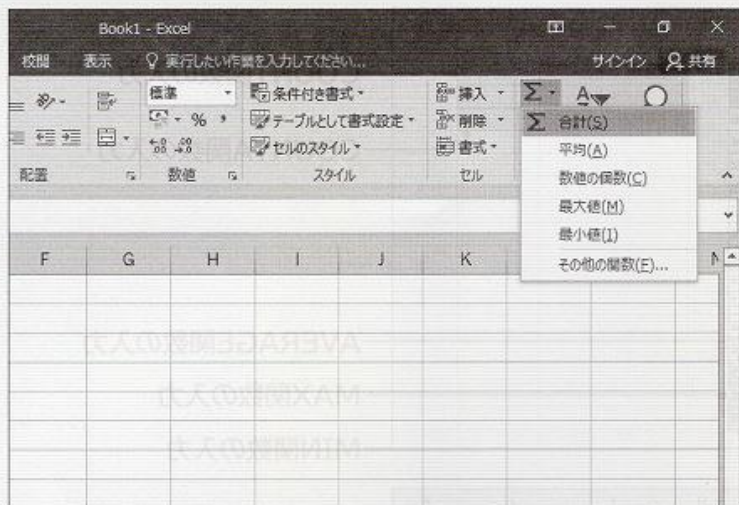 Book1 - Excel
校閲 表示 実行したい作業を入力してください... サインイン 共有
標準 条件付き書式 挿入 Σ
% , テーブルとして書式設定 削除 Σ 合計(S)
セルのスタイル 書式 平均(A)
配置 数値 スタイル セル 数値の個数(C)
最大値(M)
最小値(I)
F G H I J K その他の関数(F)...
AVERAGE関数の入力
MAX関数の入力
MIN関数の入力